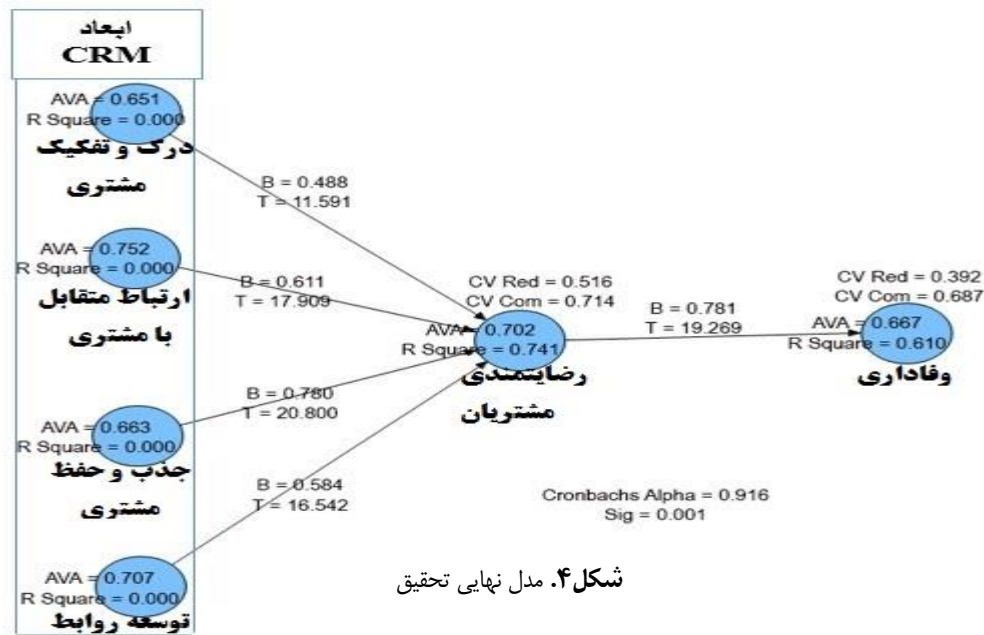 ابعاد
CRM
AVA = 0.651
R Square = 0.000
درک و تفکیک
مشتری
B = 0.488
T = 11.591
AVA = 0.752
R Square = 0.000
ارتباط متقابل
با مشتری
B = 0.611
T = 17.909
CV Red = 0.516
CV Com = 0.714
AVA = 0.702
R Square = 0.741
رضایتمندی
مشتریان
B = 0.781
T = 19.269
CV Red = 0.392
CV Com = 0.687
AVA = 0.667
R Square = 0.610
وفاداری
B = 0.780
T = 20.800
AVA = 0.663
R Square = 0.000
جذب و حفظ
مشتری
B = 0.584
T = 16.542
Cronbachs Alpha = 0.916
Sig = 0.001
AVA = 0.707
R Square = 0.000
توسعه روابط
شکل۴. مدل نهایی تحقیق